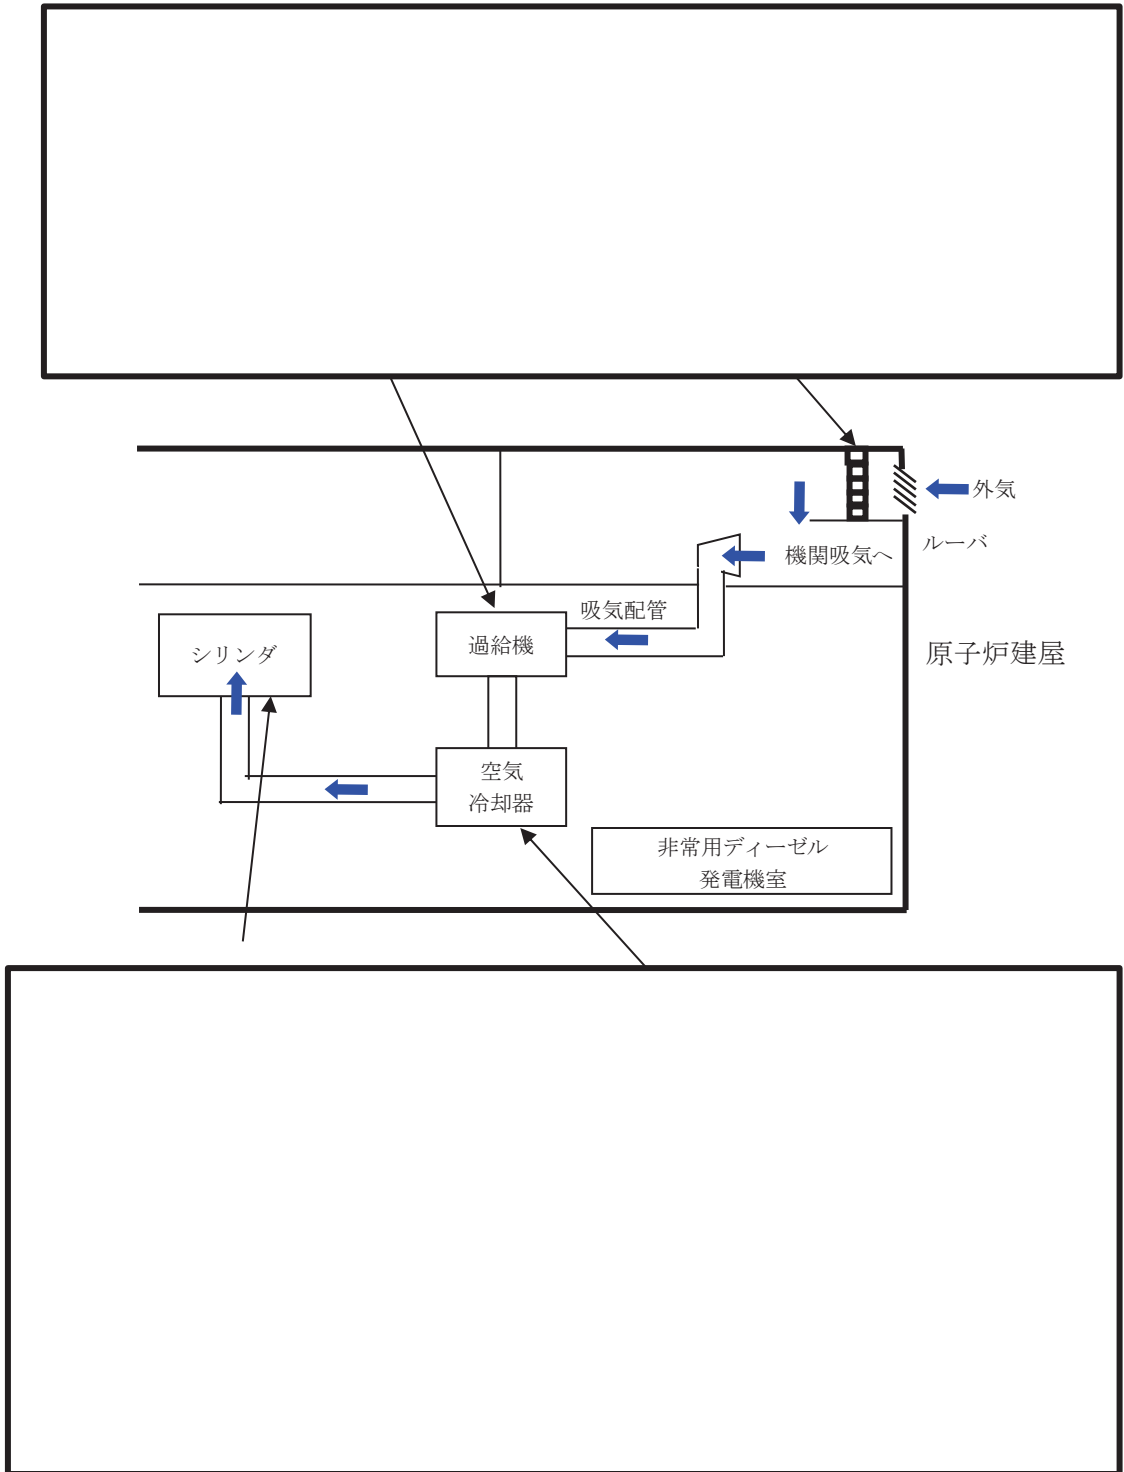 外気
ルーバ
機関吸気へ
吸気配管
過給機
シリンダ
原子炉建屋
空気
冷却器
非常用ディーゼル
発電機室